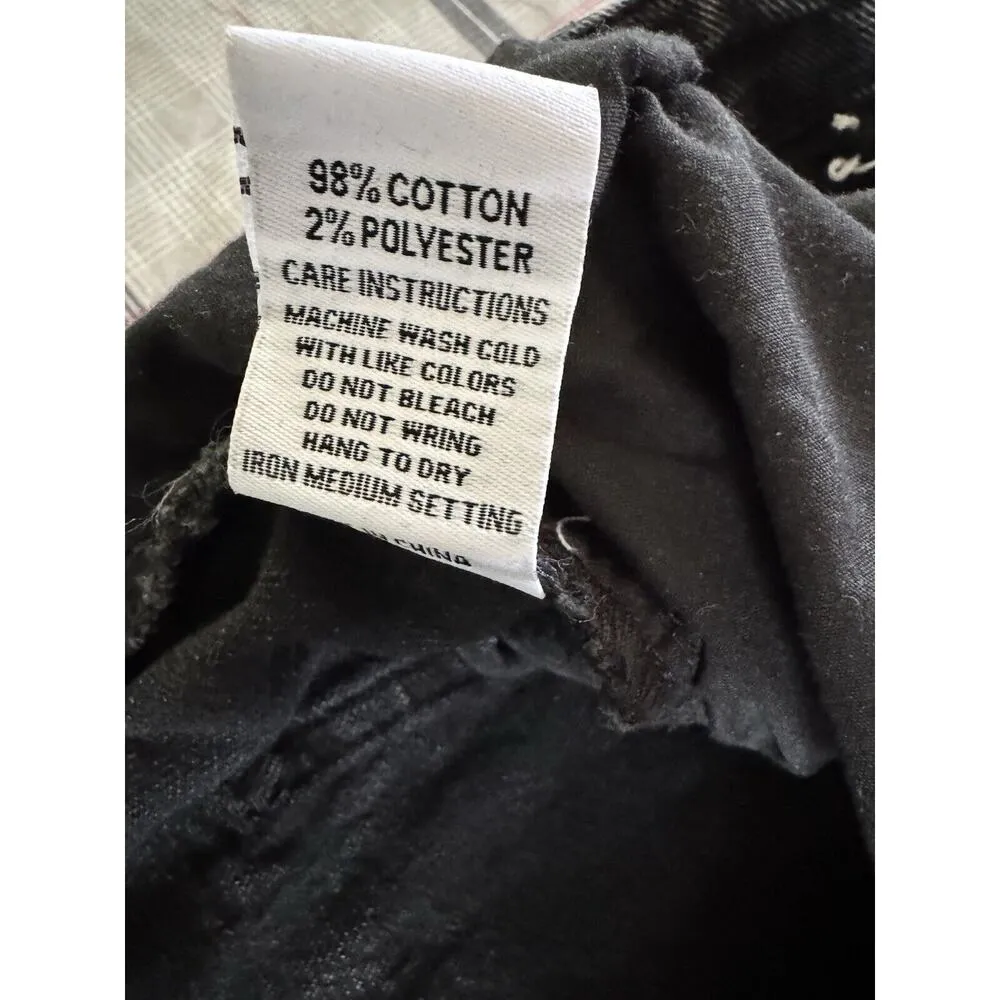 98% COTTON
2% POLYESTER
CARE INSTRUCTIONS
MACHINE WASH COLD
WITH LIKE COLORS
DO NOT BLEACH
DO NOT WRING
HANG TO DRY
IRON MEDIUM SETTING
CHINA